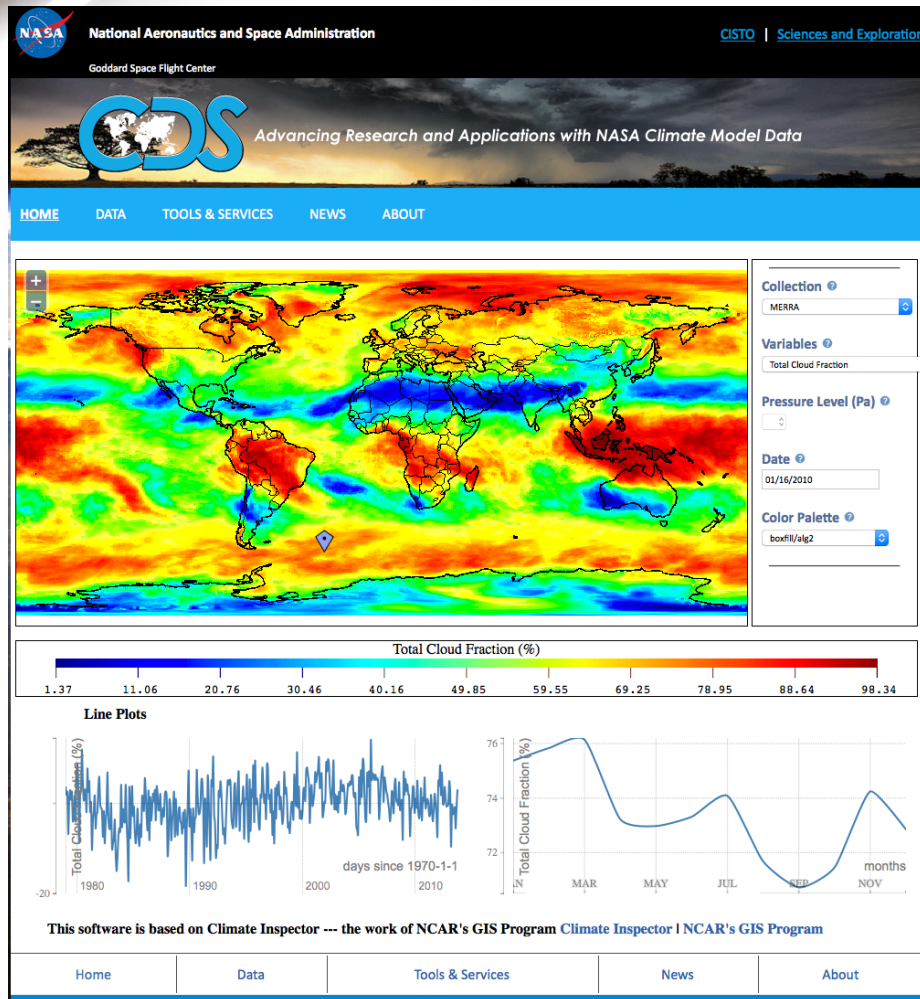 NASA
National Aeronautics and Space Administration
CISTO | Sciences and Exploration
Goddard Space Flight Center
CDS
Advancing Research and Applications with NASA Climate Model Data
HOME DATA TOOLS & SERVICES NEWS ABOUT
+
−
Collection ?
MERRA
Variables ?
Total Cloud Fraction
Pressure Level (Pa) ?
Date ?
01/16/2010
Color Palette ?
boxfill/alg2
Total Cloud Fraction (%)
1.37 11.06 20.76 30.46 40.16 49.85 59.55 69.25 78.95 88.64 98.34
Line Plots
Total Cloud Fraction (%)
-20
1980 1990 2000 2010
days since 1970-1-1
Total Cloud Fraction (%)
76
74
72
months
AN MAR MAY JUL SEP NOV
This software is based on Climate Inspector --- the work of NCAR's GIS Program Climate Inspector | NCAR's GIS Program
Home Data Tools & Services News About